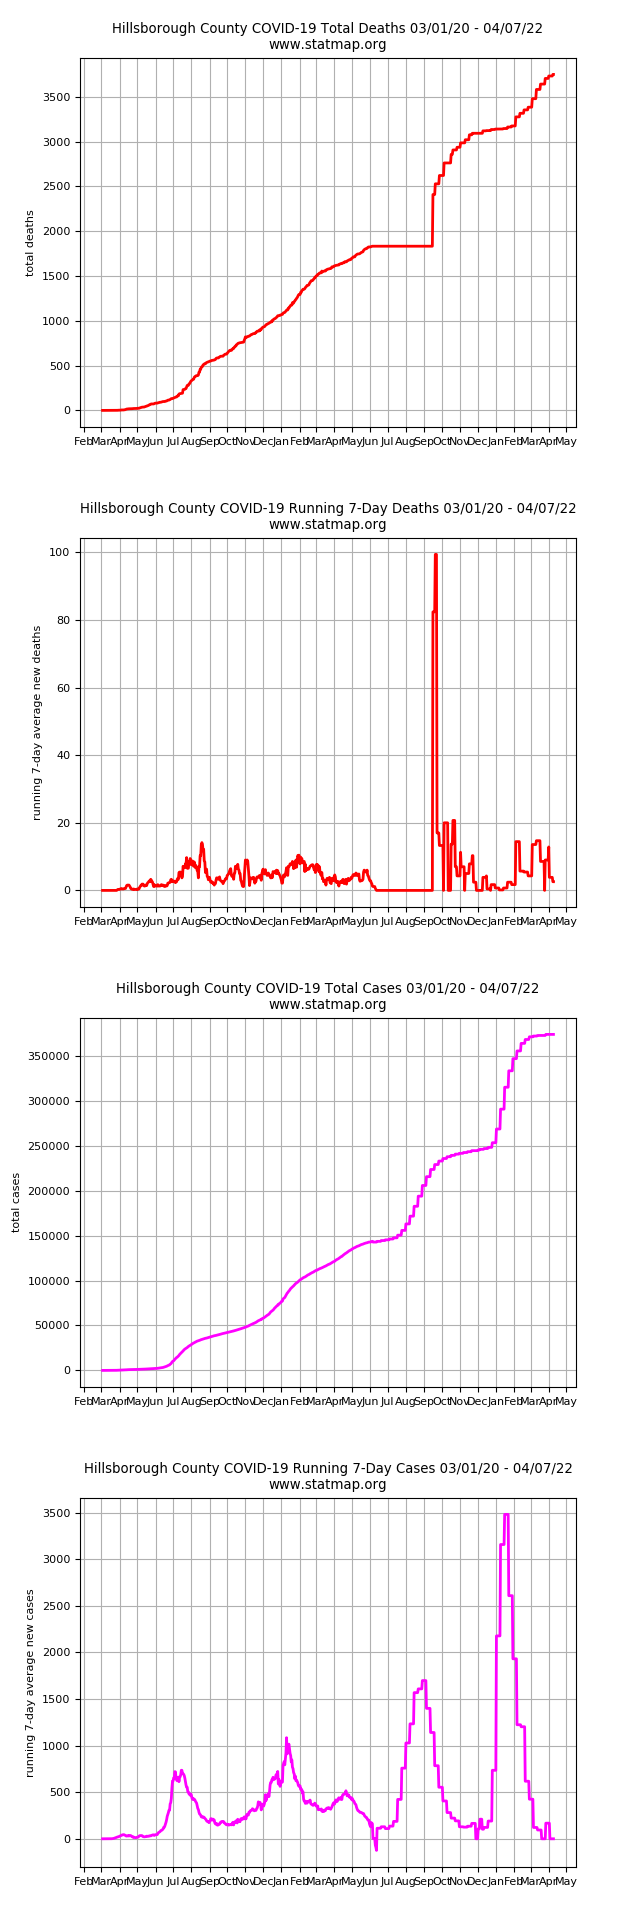 Hillsborough County COVID-19 Total Deaths 03/01/20 - 04/07/22
www.statmap.org
3500
3000
2500
2000
1500
1000
500
0
total deaths
Feb Mar Apr May Jun Jul Aug Sep Oct Nov Dec Jan Feb Mar Apr May Jun Jul Aug Sep Oct Nov Dec Jan Feb Mar Apr May
Hillsborough County COVID-19 Running 7-Day Deaths 03/01/20 - 04/07/22
www.statmap.org
100
80
60
40
20
0
running 7-day average new deaths
Feb Mar Apr May Jun Jul Aug Sep Oct Nov Dec Jan Feb Mar Apr May Jun Jul Aug Sep Oct Nov Dec Jan Feb Mar Apr May
Hillsborough County COVID-19 Total Cases 03/01/20 - 04/07/22
www.statmap.org
350000
300000
250000
200000
150000
100000
50000
0
total cases
Feb Mar Apr May Jun Jul Aug Sep Oct Nov Dec Jan Feb Mar Apr May Jun Jul Aug Sep Oct Nov Dec Jan Feb Mar Apr May
Hillsborough County COVID-19 Running 7-Day Cases 03/01/20 - 04/07/22
www.statmap.org
3500
3000
2500
2000
1500
1000
500
0
running 7-day average new cases
Feb Mar Apr May Jun Jul Aug Sep Oct Nov Dec Jan Feb Mar Apr May Jun Jul Aug Sep Oct Nov Dec Jan Feb Mar Apr May